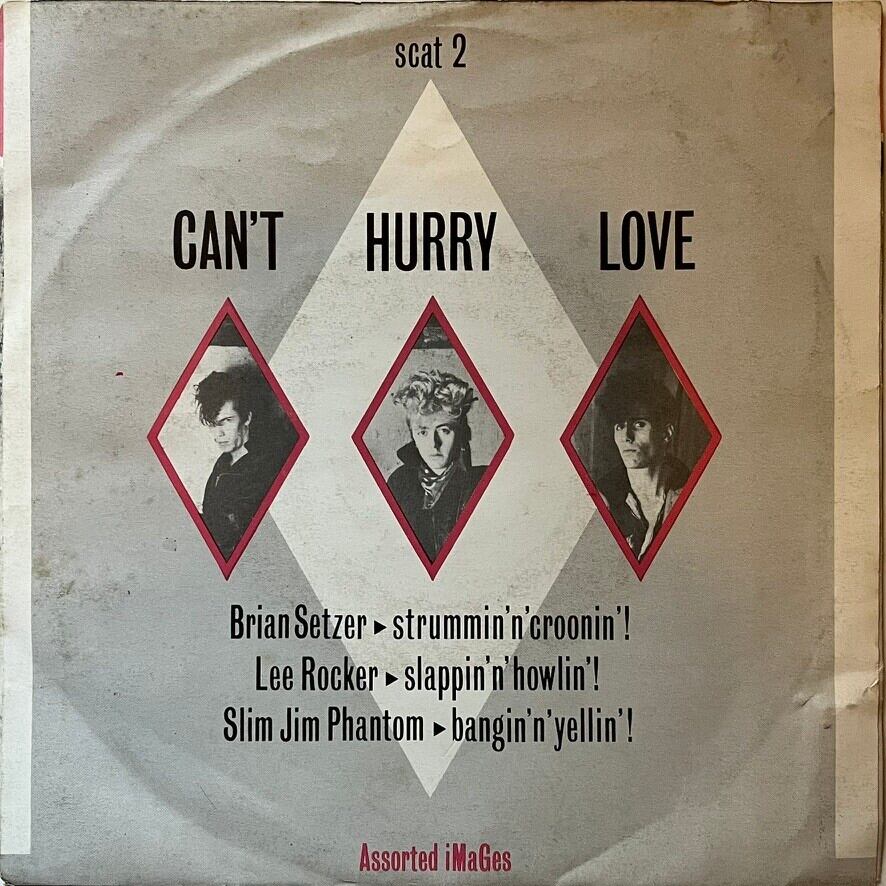 scat 2
CAN'T HURRY LOVE
Brian Setzer ▸ strummin'n'croonin'!
Lee Rocker ▸ slappin'n'howlin'!
Slim Jim Phantom ▸ bangin'n'yellin'!
Assorted iMaGes